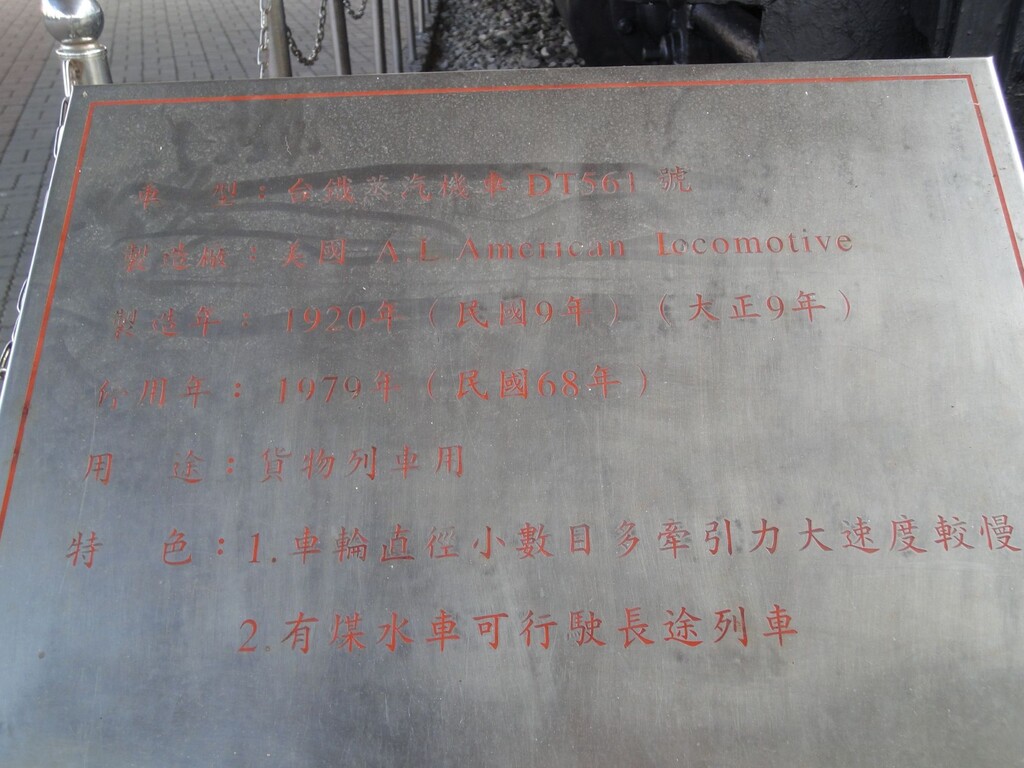 車 型：台鐵蒸汽機車 DT561 號
製造廠：美國 A.L American Locomotive
製造年：1920年（民國9年）（大正9年）
停用年：1979年（民國68年）
用 途：貨物列車用
特 色：1.車輪直徑小數目多牽引力大速度較慢
2.有煤水車可行駛長途列車